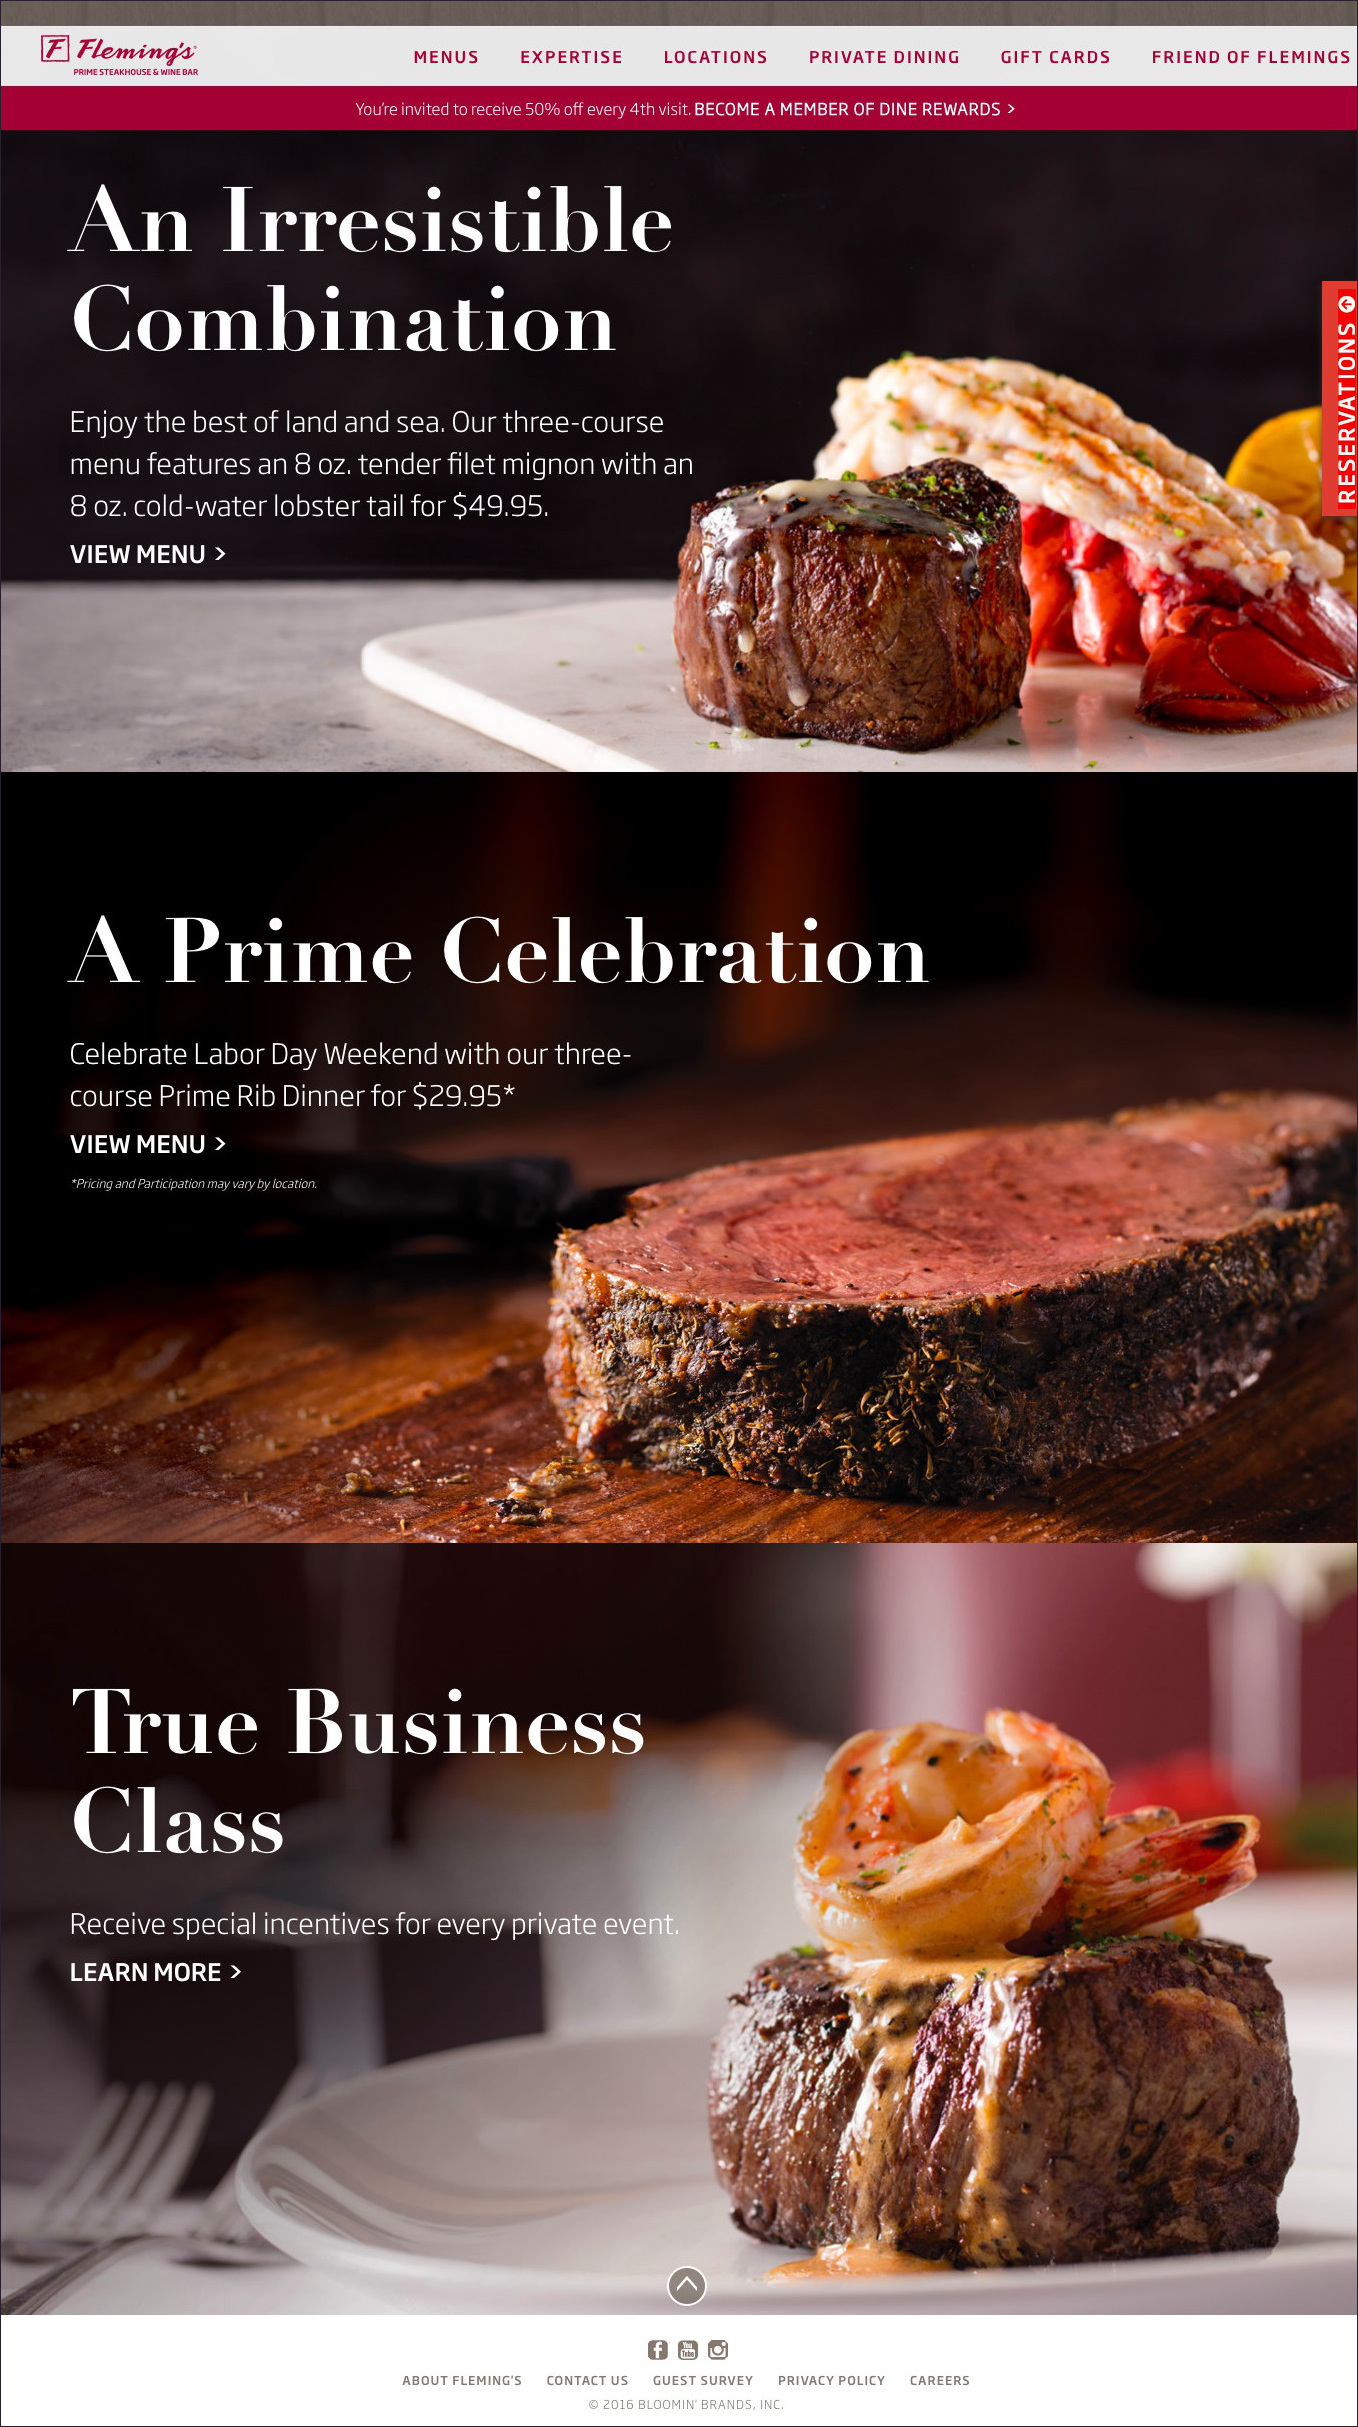 F Fleming's
PRIME STEAKHOUSE & WINE BAR
MENUS EXPERTISE LOCATIONS PRIVATE DINING GIFT CARDS FRIEND OF FLEMINGS
You're invited to receive 50% off every 4th visit. BECOME A MEMBER OF DINE REWARDS >
An Irresistible
Combination
Enjoy the best of land and sea. Our three-course
menu features an 8 oz. tender filet mignon with an
8 oz. cold-water lobster tail for $49.95.
VIEW MENU >
RESERVATIONS
A Prime Celebration
Celebrate Labor Day Weekend with our three-
course Prime Rib Dinner for $29.95*
VIEW MENU >
*Pricing and Participation may vary by location.
True Business
Class
Receive special incentives for every private event.
LEARN MORE >
You Tube
ABOUT FLEMING'S CONTACT US GUEST SURVEY PRIVACY POLICY CAREERS
© 2016 BLOOMIN' BRANDS, INC.